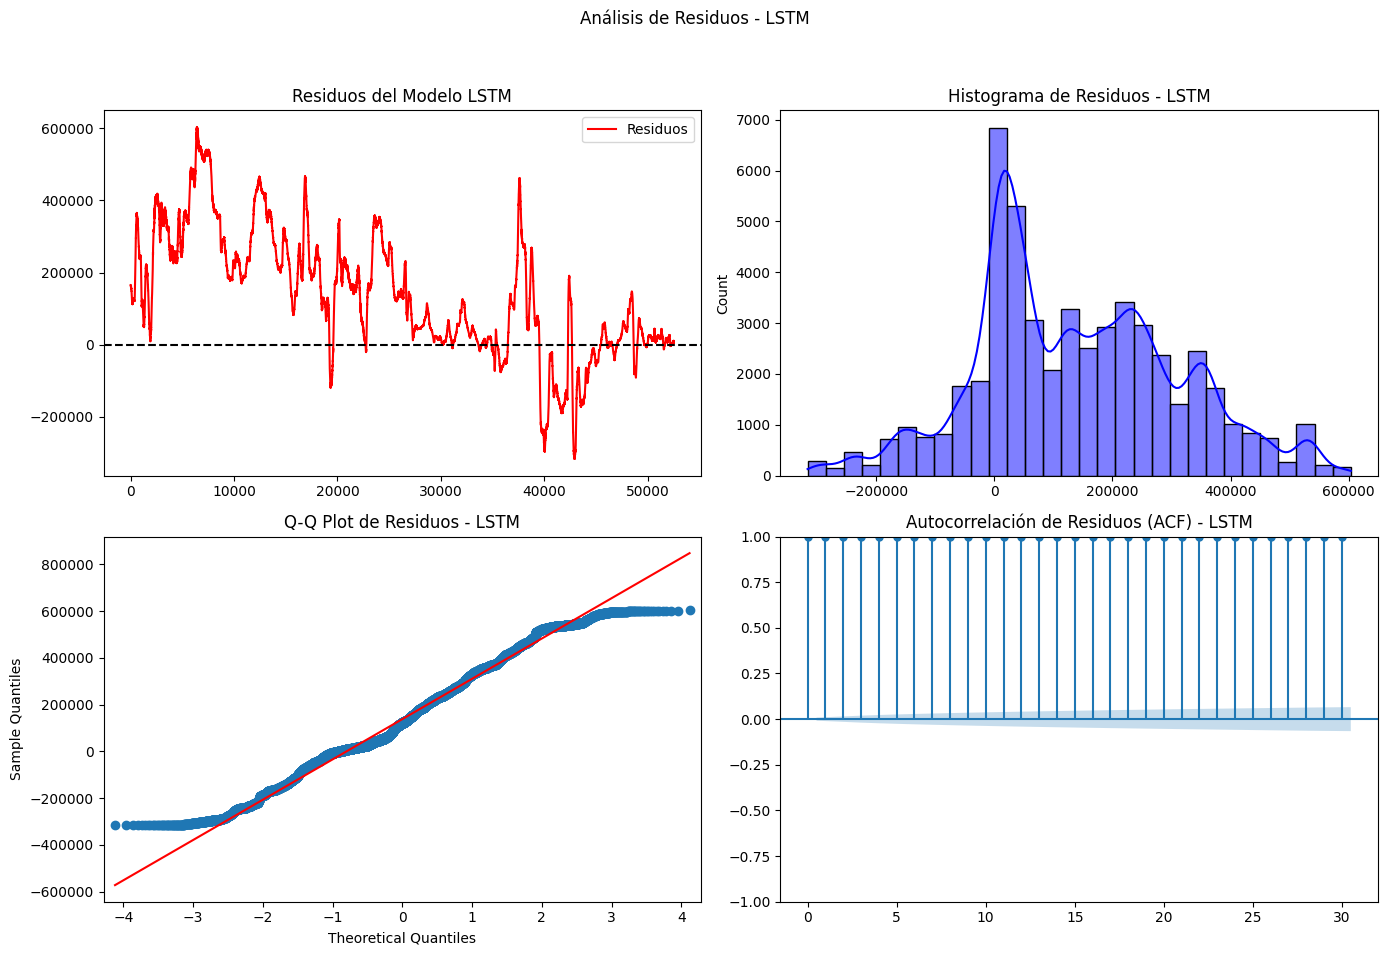 Análisis de Residuos - LSTM
Residuos del Modelo LSTM
Residuos
600000
400000
200000
0
−200000
0 10000 20000 30000 40000 50000
Histograma de Residuos - LSTM
Count
7000
6000
5000
4000
3000
2000
1000
0
−200000 0 200000 400000 600000
Q-Q Plot de Residuos - LSTM
Sample Quantiles
800000
600000
400000
200000
0
−200000
−400000
−600000
−4 −3 −2 −1 0 1 2 3 4
Theoretical Quantiles
Autocorrelación de Residuos (ACF) - LSTM
1.00
0.75
0.50
0.25
0.00
−0.25
−0.50
−0.75
−1.00
0 5 10 15 20 25 30